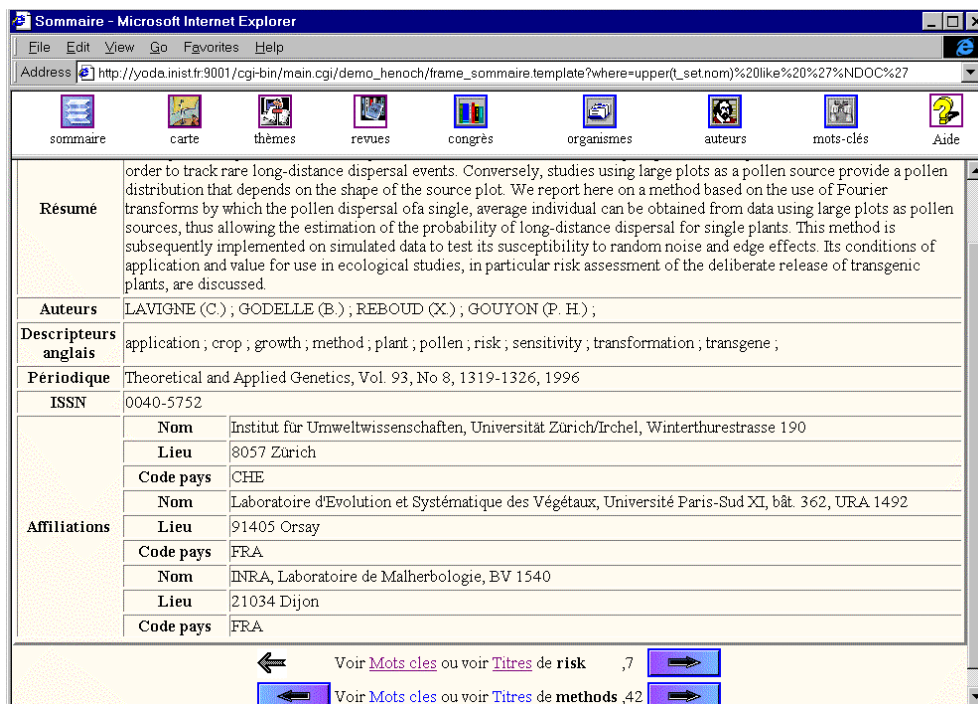 Sommaire - Microsoft Internet Explorer
File Edit View Go Favorites Help
Address http://yoda.inist.fr:9001/cgi-bin/main.cgi/demo_henoch/frame_sommaire.template?where=upper(t_set.nom)%20like%20%27%NDOC%27
sommaire carte thèmes revues congrès organismes auteurs mots-clés Aide
order to track rare long-distance dispersal events. Conversely, studies using large plots as a pollen source provide a pollen
distribution that depends on the shape of the source plot. We report here on a method based on the use of Fourier
Résumé transforms by which the pollen dispersal ofa single, average individual can be obtained from data using large plots as pollen
sources, thus allowing the estimation of the probability of long-distance dispersal for single plants. This method is
subsequently implemented on simulated data to test its susceptibility to random noise and edge effects. Its conditions of
application and value for use in ecological studies, in particular risk assessment of the deliberate release of transgenic
plants, are discussed.
Auteurs LAVIGNE (C.) ; GODELLE (B.) ; REBOUD (X.) ; GOUYON (P. H.) ;
Descripteurs
anglais application ; crop ; growth ; method ; plant ; pollen ; risk ; sensitivity ; transformation ; transgene ;
Périodique Theoretical and Applied Genetics, Vol. 93, No 8, 1319-1326, 1996
ISSN 0040-5752
Nom Institut für Umweltwissenschaften, Universität Zürich/Irchel, Winterthurestrasse 190
Lieu 8057 Zürich
Code pays CHE
Nom Laboratoire d'Evolution et Systématique des Végétaux, Université Paris-Sud XI, bât. 362, URA 1492
Affiliations Lieu 91405 Orsay
Code pays FRA
Nom INRA, Laboratoire de Malherbologie, BV 1540
Lieu 21034 Dijon
Code pays FRA
Voir Mots cles ou voir Titres de risk ,7
Voir Mots cles ou voir Titres de methods ,42